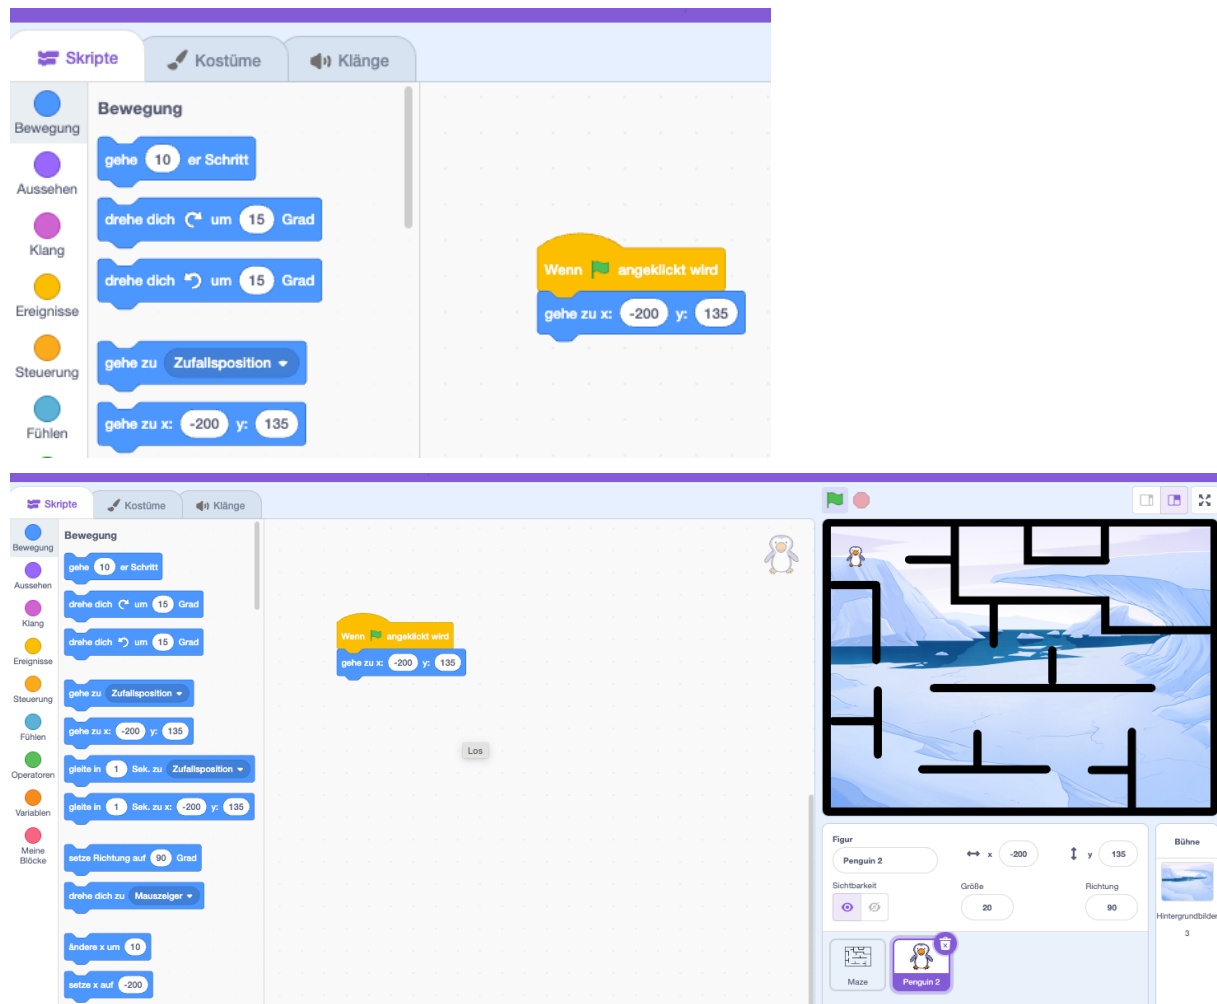 Skripte Kostüme Klänge
Bewegung
Bewegung
Aussehen
Klang
Ereignisse
Steuerung
Fühlen
gehe 10 er Schritt
drehe dich um 15 Grad
drehe dich um 15 Grad
gehe zu Zufallsposition
gehe zu x: -200 y: 135
Wenn angeklickt wird
gehe zu x: -200 y: 135
Skripte Kostüme Klänge
Bewegung
Aussehen
Klang
Ereignisse
Steuerung
Fühlen
Operatoren
Variablen
Meine
Blöcke
Bewegung
gehe 10 er Schritt
drehe dich um 15 Grad
drehe dich um 15 Grad
gehe zu Zufallsposition
gehe zu x: -200 y: 135
gleite in 1 Sek. zu Zufallsposition
gleite in 1 Sek. zu x: -200 y: 135
setze Richtung auf 90 Grad
drehe dich zu Mauszeiger
ändere x um 10
setze x auf -200
Wenn angeklickt wird
gehe zu x: -200 y: 135
Los
Figur
Penguin 2 x -200 y 135
Sichtbarkeit Größe Richtung
20 90
Maze Penguin 2
Bühne
Hintergrundbilder
3